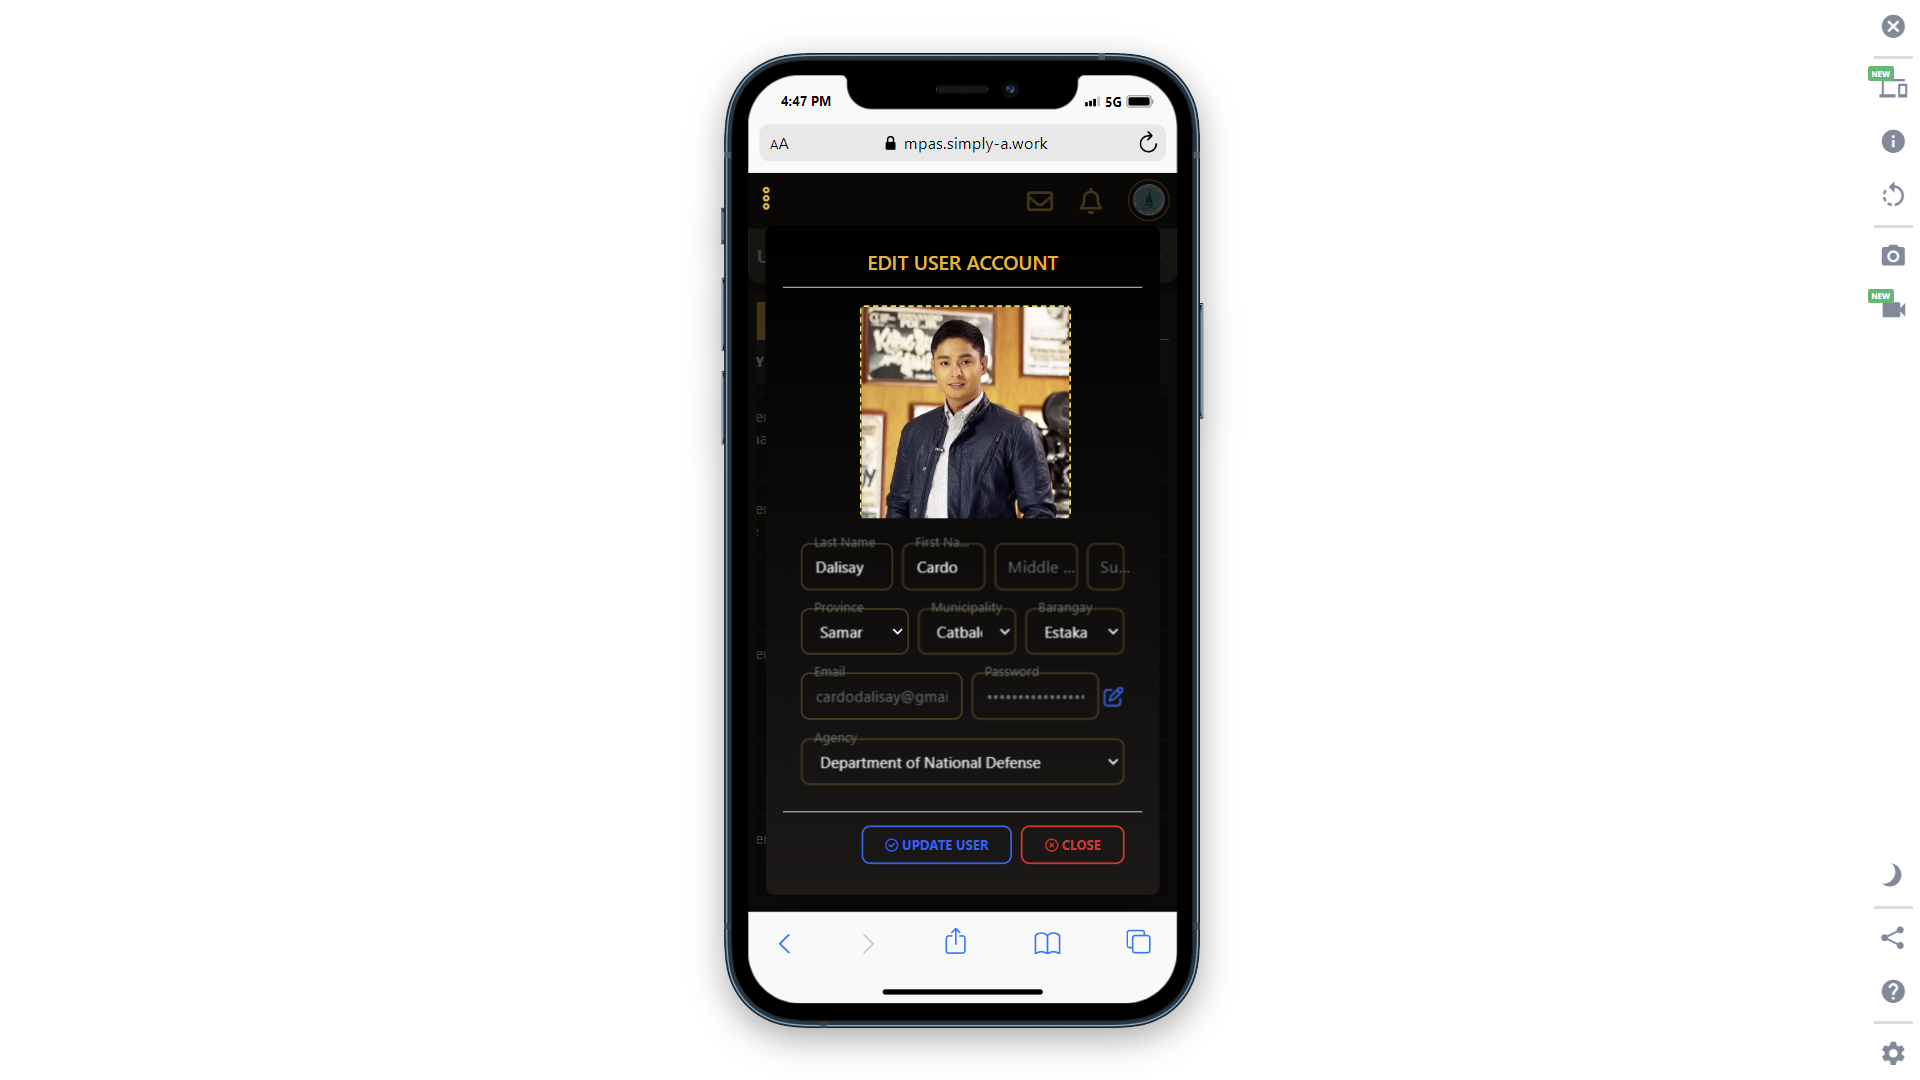 4:47 PM
5G
AA
mpas.simply-a.work
NEW
NEW
EDIT USER ACCOUNT
Last Name
First Na...
Dalisay
Cardo
Middle ...
Su...
Province
Municipality
Barangay
Samar
Catbal
Estaka
Email
Password
cardodalisay@gmai
••••••••••••••••
Agency
Department of National Defense
UPDATE USER
CLOSE